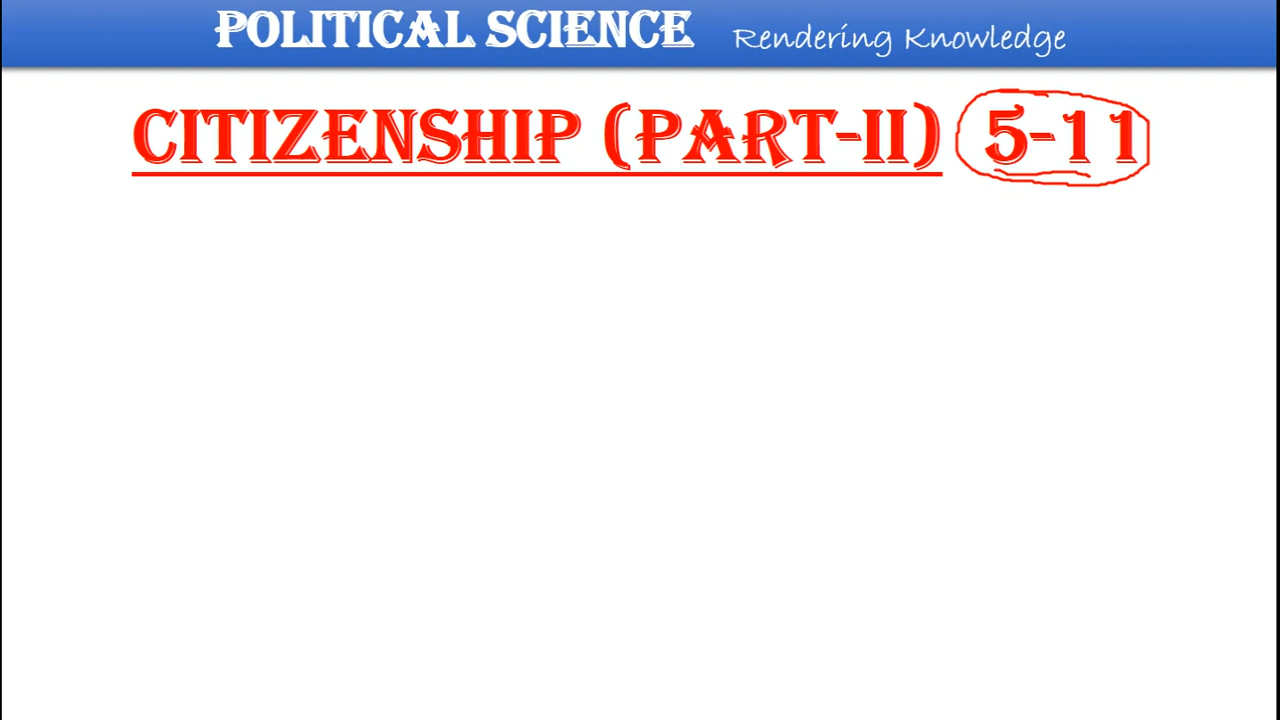 POLITICAL SCIENCE Rendering Knowledge
CITIZENSHIP (PART-II) 5-11